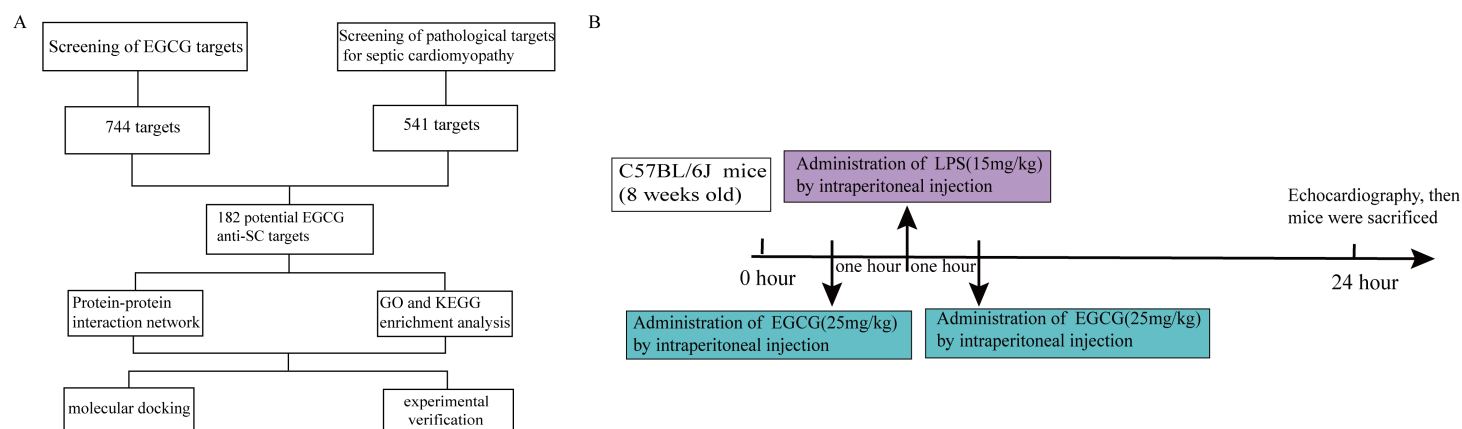 A
Screening of EGCG targets
Screening of pathological targets
for septic cardiomyopathy
744 targets
541 targets
182 potential EGCG
anti-SC targets
Protein-protein
interaction network
GO and KEGG
enrichment analysis
molecular docking
experimental
verification
B
C57BL/6J mice
(8 weeks old)
Administration of LPS(15mg/kg)
by intraperitoneal injection
Echocardiography, then
mice were sacrificed
0 hour
one hour
one hour
24 hour
Administration of EGCG(25mg/kg)
by intraperitoneal injection
Administration of EGCG(25mg/kg)
by intraperitoneal injection